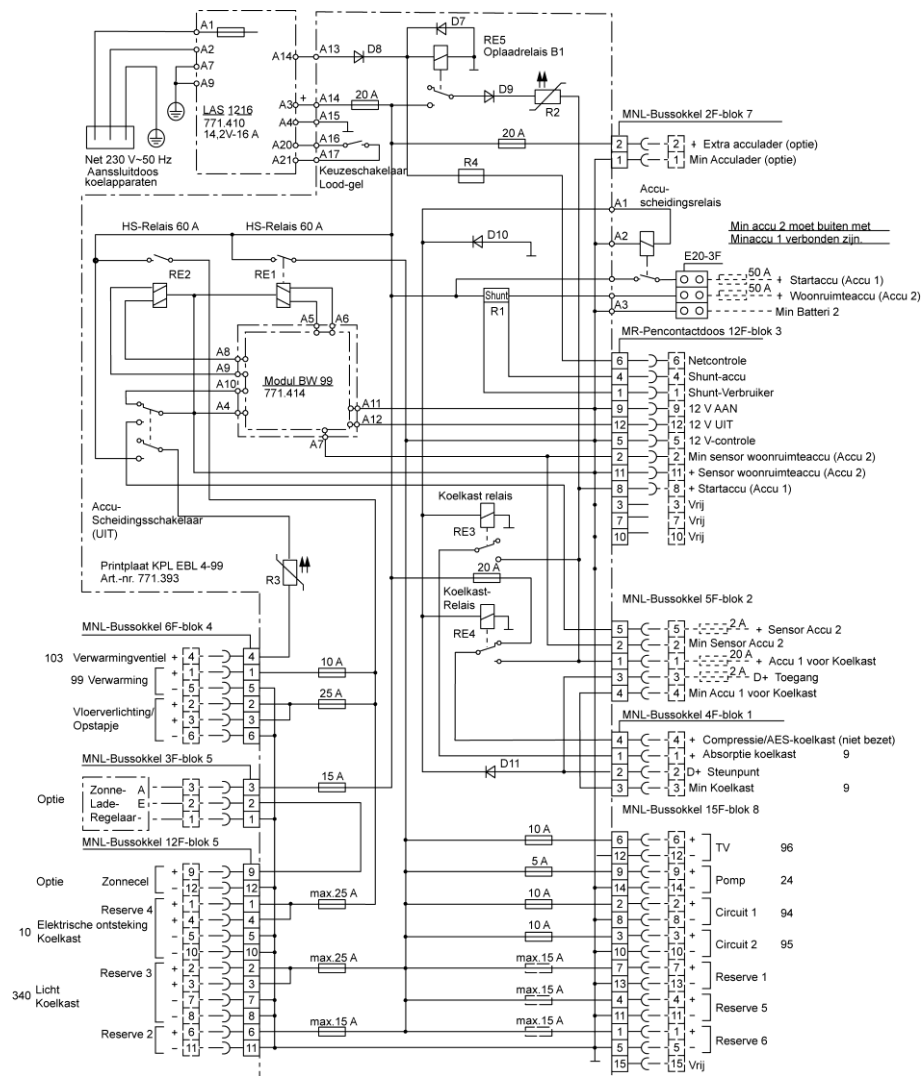 A1
A2
A7
A9
LAS 1216
771.410
14,2V-16 A
A14
A3
A4
A20
A21
+
A13
A14
A15
A16
A17
D8
D7
RE5
Oplaadrelais B1
20 A
D9
R2
Keuzeschakelaar
Lood-gel
Net 230 V~50 Hz
Aanssluitdoos
koelapparaten
20 A
R4
MNL-Bussokkel 2F-blok 7
2 2 + Extra acculader (optie)
1 1 Min Acculader (optie)
Accu-
scheidingsrelais
A1
A2
A3
Min accu 2 moet buiten met
Minaccu 1 verbonden zijn.
E20-3F
50 A
+ Startaccu (Accu 1)
50 A
+ Woonruimteaccu (Accu 2)
Min Batteri 2
HS-Relais 60 A
HS-Relais 60 A
RE2
RE1
D10
Shunt
R1
A5
A6
A8
A9
A10
A4
Modul BW 99
771.414
A11
A12
A7
MR-Pencontactdoos 12F-blok 3
6 6 Netcontrole
4 4 Shunt-accu
1 1 Shunt-Verbruiker
9 9 12 V AAN
12 12 12 V UIT
5 5 12 V-controle
2 2 Min sensor woonruimteaccu (Accu 2)
11 11 + Sensor woonruimteaccu (Accu 2)
8 8 + Startaccu (Accu 1)
3 3 Vrij
7 7 Vrij
10 10 Vrij
Accu-
Scheidingsschakelaar
(UIT)
Printplaat KPL EBL 4-99
Art.-nr. 771.393
R3
Koelkast relais
RE3
20 A
Koelkast-
Relais
RE4
D11
MNL-Bussokkel 5F-blok 2
5 5 2 A + Sensor Accu 2
2 2 Min Sensor Accu 2
1 1 20 A + Accu 1 voor Koelkast
3 3 2 A D+ Toegang
4 4 Min Accu 1 voor Koelkast
MNL-Bussokkel 4F-blok 1
4 4 + Compressie/AES-koelkast (niet bezet)
1 1 + Absorptie koelkast 9
2 2 D+ Steunpunt
3 3 Min Koelkast 9
MNL-Bussokkel 6F-blok 4
103 Verwarmingventiel + 4 4
99 Verwarming + 1 1 10 A
− 5 5
Vloerverlichting/
Opstapje
+ 2 2 25 A
+ 3 3
− 6 6
MNL-Bussokkel 3F-blok 5
Optie
Zonne- A 3 3 15 A
Lade- E 2 2
Regelaar - 1 1
MNL-Bussokkel 12F-blok 5
Optie Zonnecel + 9 9
− 12 12
Reserve 4 + 1 1 max.25 A
+ 4 4
10 Elektrische ontsteking
Koelkast
− 5 5
− 10 10
Reserve 3 + 2 2 max.25 A
+ 3 3
340 Licht
Koelkast
− 7 7
− 8 8
Reserve 2 + 6 6 max.15 A
− 11 11
MNL-Bussokkel 15F-blok 8
10 A 6 6 + TV 96
12 12 −
5 A 9 9 + Pomp 24
14 14 −
10 A 2 2 + Circuit 1 94
8 8 −
10 A 3 3 + Circuit 2 95
10 10 −
max.15 A 7 7 + Reserve 1
13 13 −
max.15 A 4 4 + Reserve 5
11 11 −
max.15 A 1 1 + Reserve 6
5 5 −
15 15 Vrij